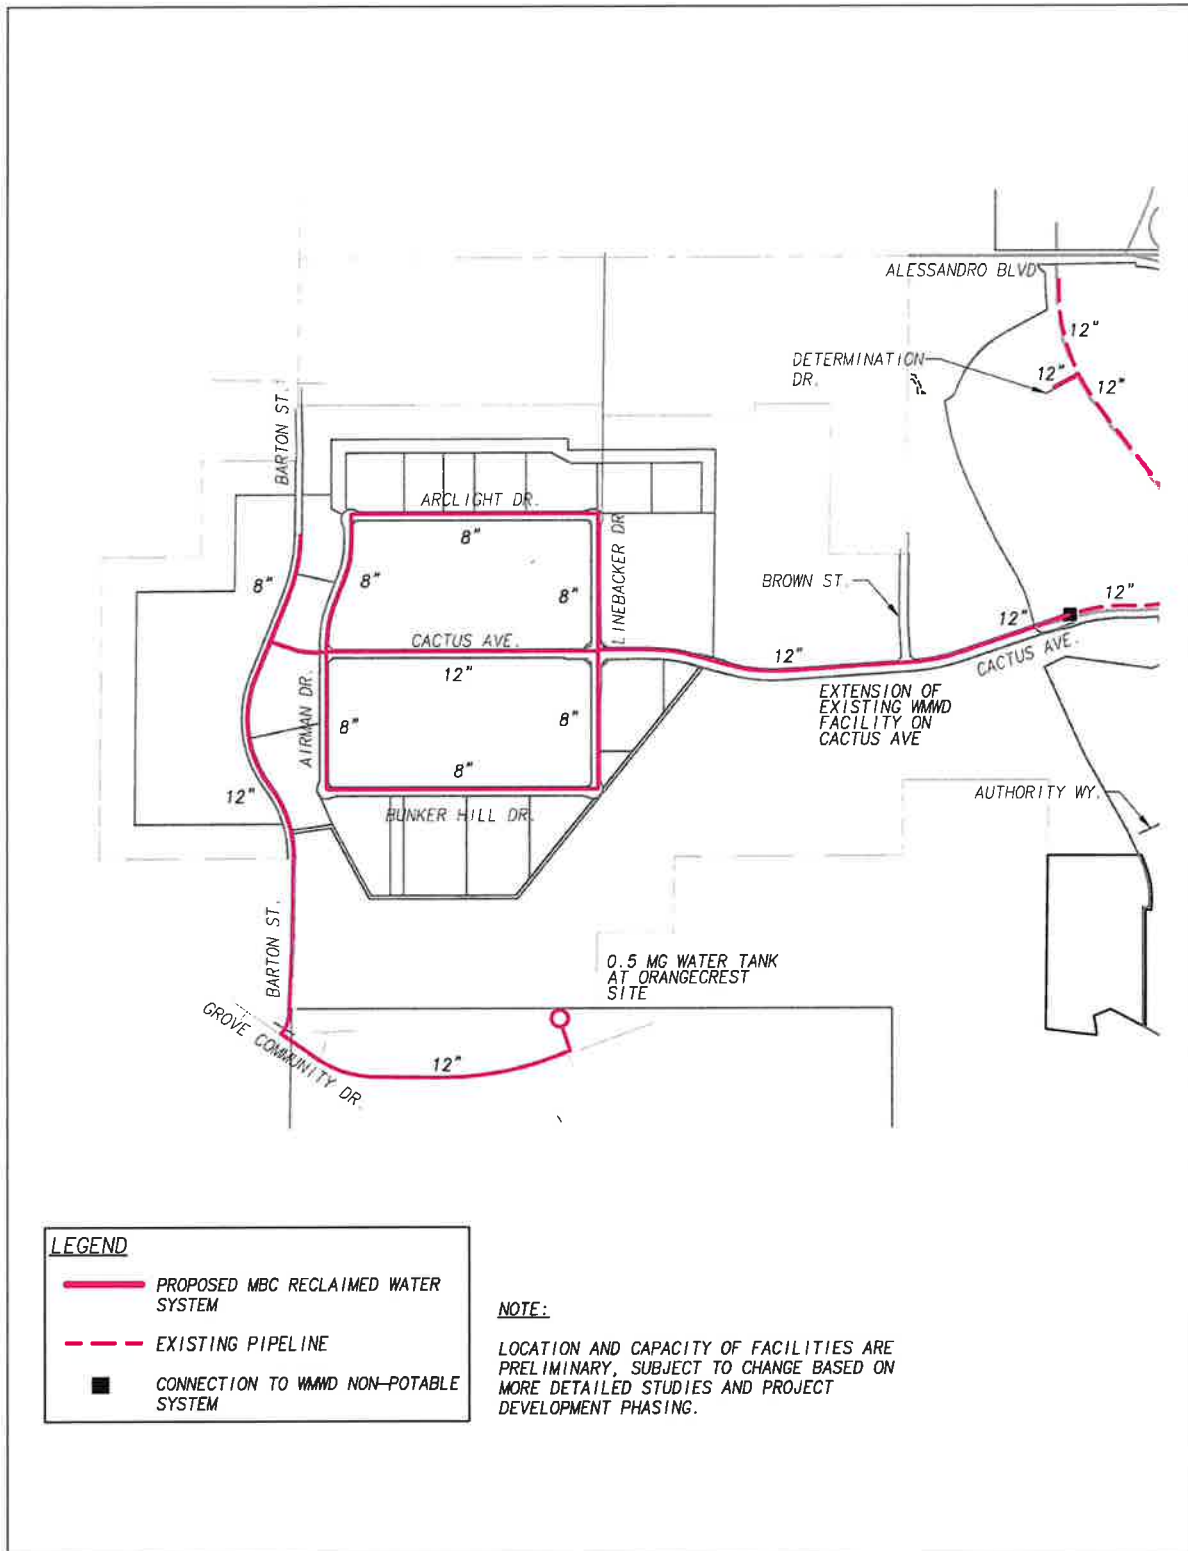 ALESSANDRO BLVD
12"
DETERMINATION
DR.
12"
12"
BARTON ST.
ARCLIGHT DR.
8"
LINEBACKER DR
8"
8"
8"
BROWN ST.
12"
12"
CACTUS AVE.
12"
CACTUS AVE.
12"
EXTENSION OF
EXISTING WMWD
FACILITY ON
CACTUS AVE
AIRMAN DR.
8"
8"
8"
12"
BUNKER HILL DR.
AUTHORITY WY.
BARTON ST.
0.5 MG WATER TANK
AT ORANGECREST
SITE
GROVE COMMUNITY DR.
12"
LEGEND
PROPOSED MBC RECLAIMED WATER
SYSTEM
EXISTING PIPELINE
CONNECTION TO WMWD NON-POTABLE
SYSTEM
NOTE:
LOCATION AND CAPACITY OF FACILITIES ARE
PRELIMINARY, SUBJECT TO CHANGE BASED ON
MORE DETAILED STUDIES AND PROJECT
DEVELOPMENT PHASING.